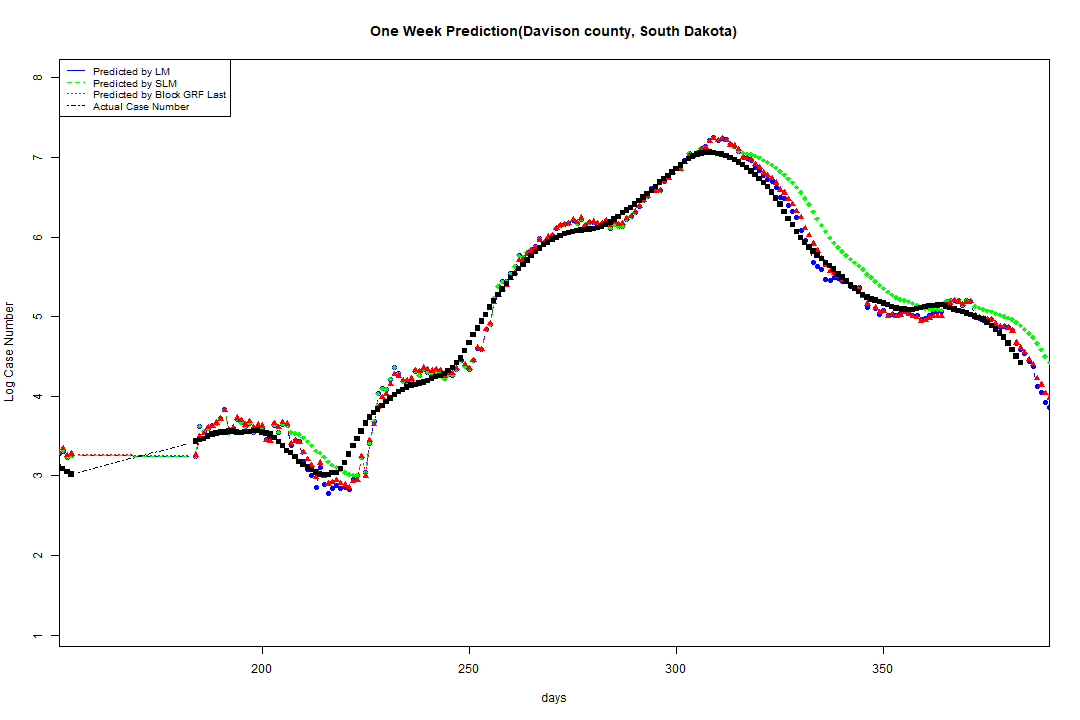 One Week Prediction(Davison county, South Dakota)
Predicted by LM
Predicted by SLM
Predicted by Block GRF Last
Actual Case Number
8
7
6
5
4
3
2
1
Log Case Number
200 250 300 350
days